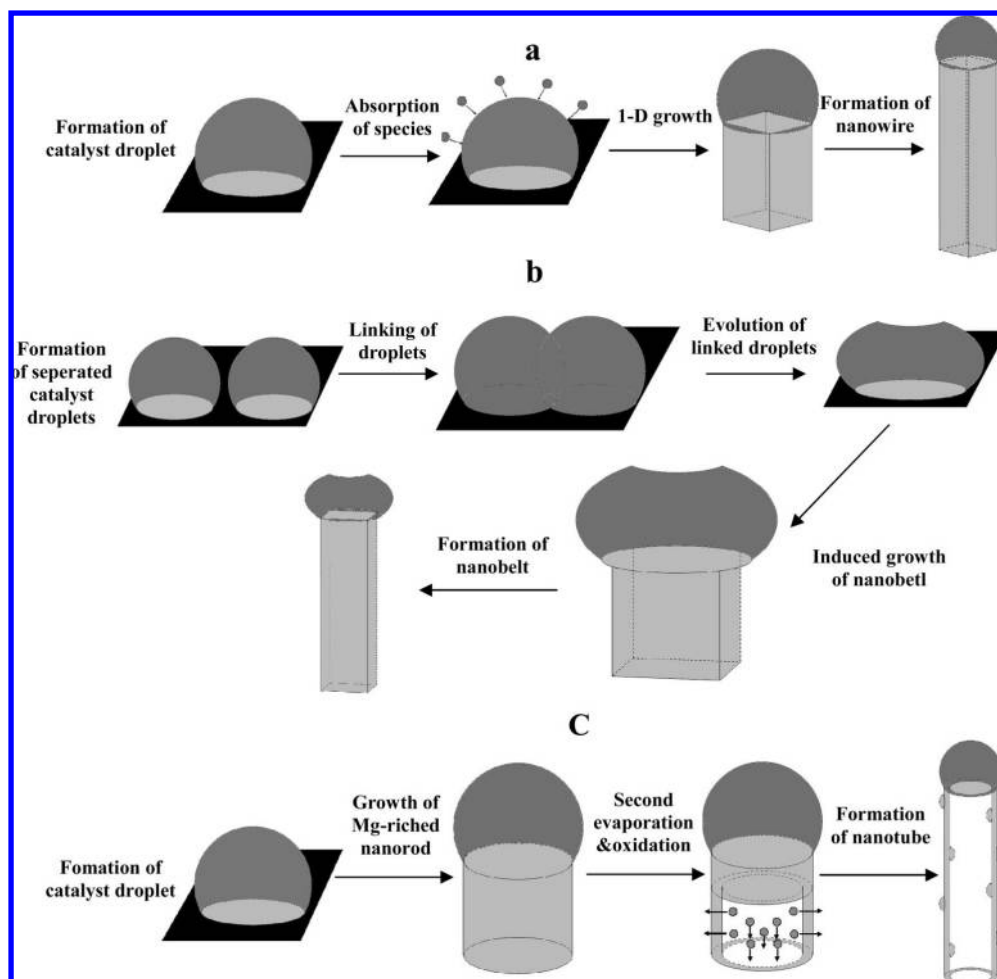 a
Formation of
catalyst droplet
Absorption
of species
1-D growth
Formation of
nanowire
b
Formation
of seperated
catalyst
droplets
Linking of
droplets
Evolution of
linked droplets
Induced growth
of nanobetl
Formation of
nanobelt
C
Fomation of
catalyst droplet
Growth of
Mg-riched
nanorod
Second
evaporation
&oxidation
Formation
of nanotube